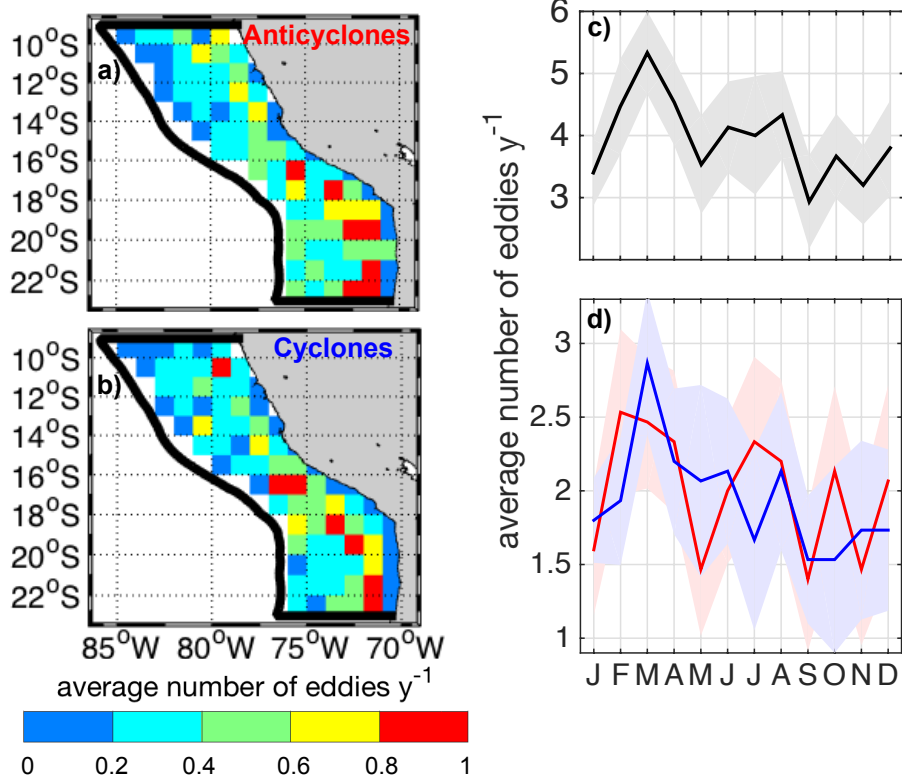 Anticyclones
a)
10°S
12°S
14°S
16°S
18°S
20°S
22°S
Cyclones
b)
10°S
12°S
14°S
16°S
18°S
20°S
22°S
85°W 80°W 75°W 70°W
average number of eddies y⁻¹
0 0.2 0.4 0.6 0.8 1
average number of eddies y⁻¹
c)
6
5
4
3
d)
3
2.5
2
1.5
1
J F M A M J J A S O N D